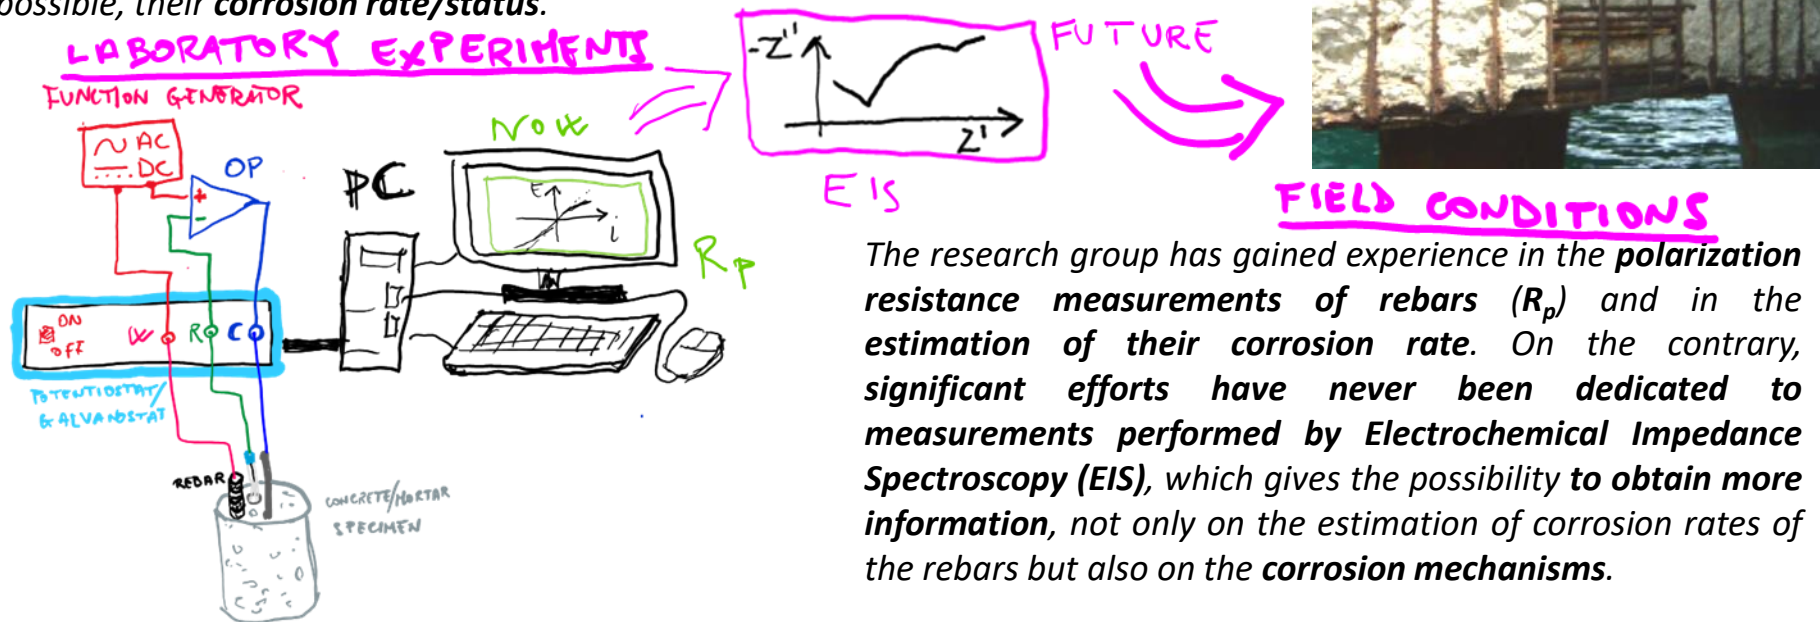 possible, their corrosion rate/status.
LABORATORY EXPERIMENTS
FUNCTION GENERATOR
AC
DC
OP
+
-
PC
NOW
E
i
Rp
-Z"
Z'
EIS
FUTURE
FIELD CONDITIONS
ON
OFF
W
R
C
POTENTIOSTAT/
GALVANOSTAT
REBAR
CONCRETE/MORTAR
SPECIMEN
The research group has gained experience in the polarization
resistance measurements of rebars (Rp) and in the
estimation of their corrosion rate. On the contrary,
significant efforts have never been dedicated to
measurements performed by Electrochemical Impedance
Spectroscopy (EIS), which gives the possibility to obtain more
information, not only on the estimation of corrosion rates of
the rebars but also on the corrosion mechanisms.